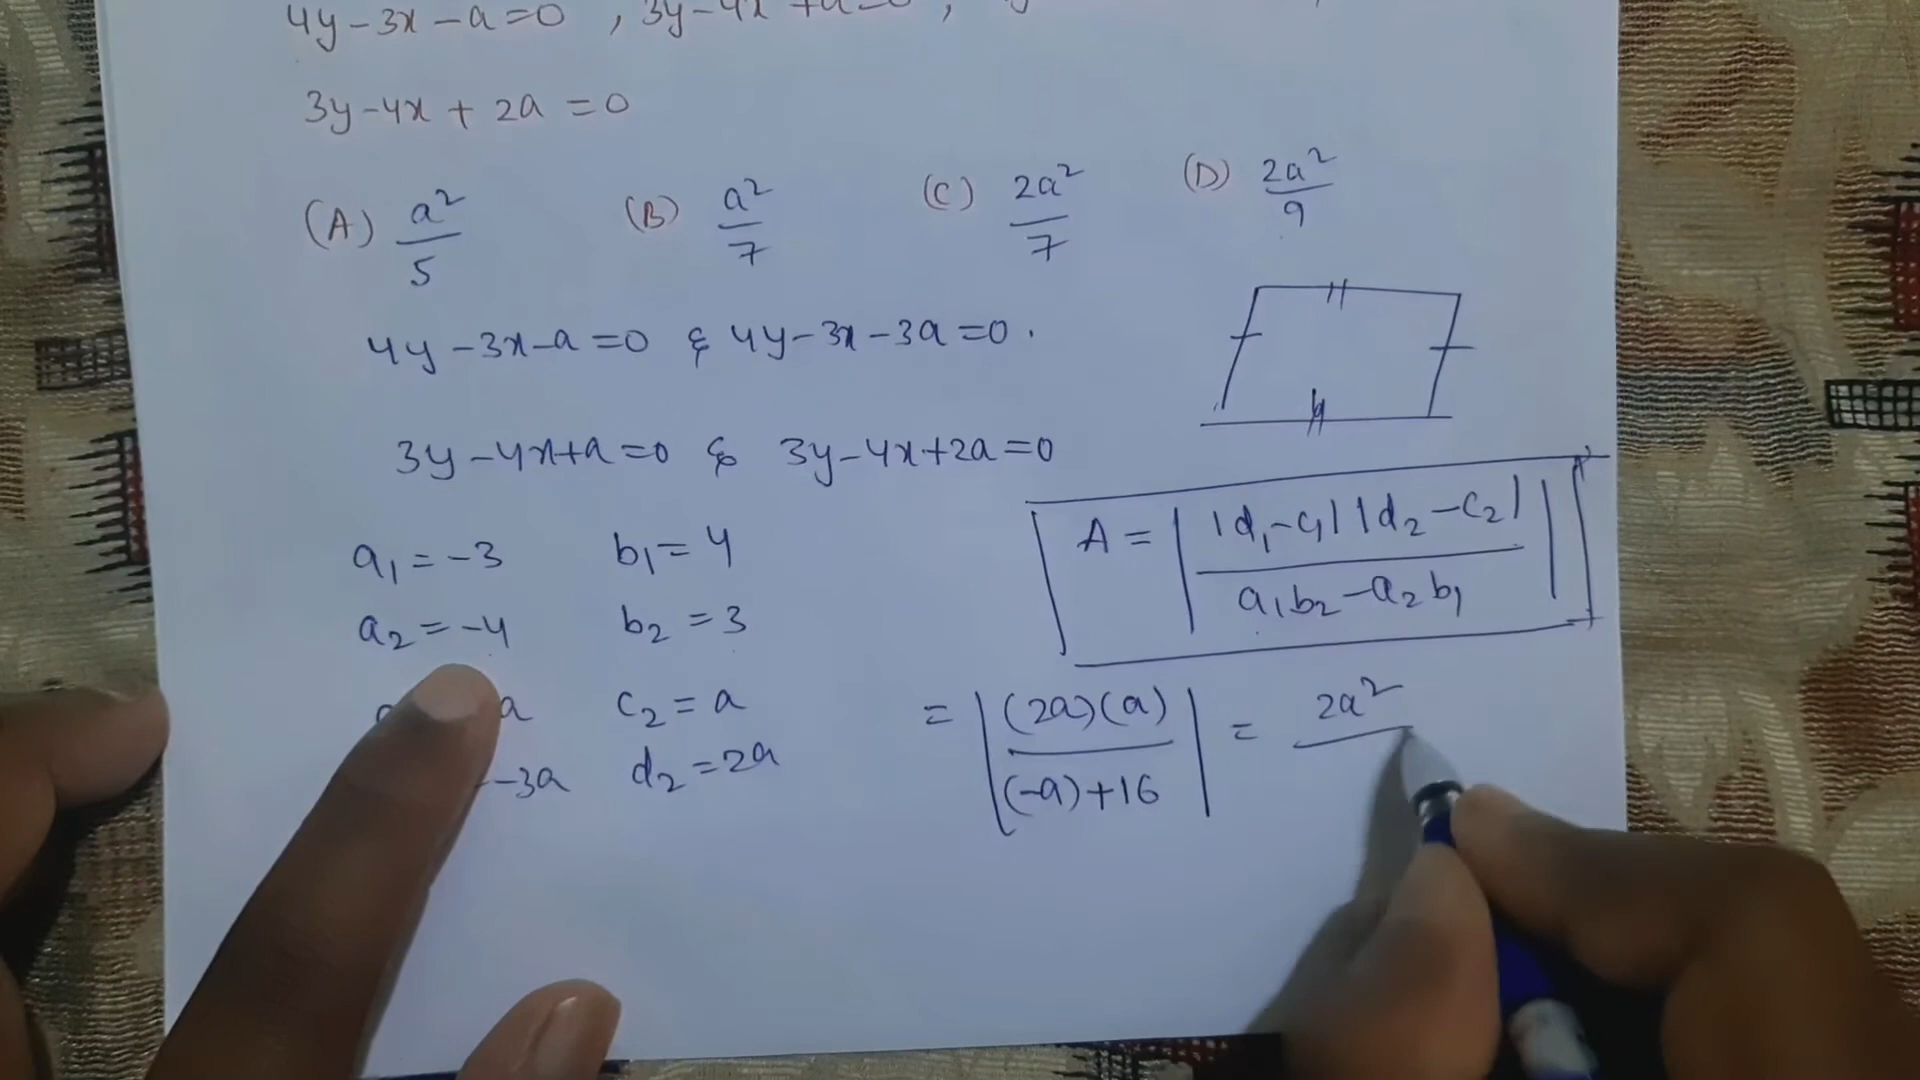 4y-3x-a=0 , 3y-4x+a=0 ,
3y-4x + 2a =0
(A) a²/5 (B) a²/7 (C) 2a²/7 (D) 2a²/9
4y-3x-a=0 & 4y-3x-3a=0.
3y-4x+a=0 & 3y-4x+2a=0
a₁=-3 b₁=4
a₂=-4 b₂=3
a c₂=a
-3a d₂=2a
A = | |d₁-c₁| |d₂-c₂| / a₁b₂-a₂b₁ |
= | (2a)(a) / (-9)+16 | = 2a²